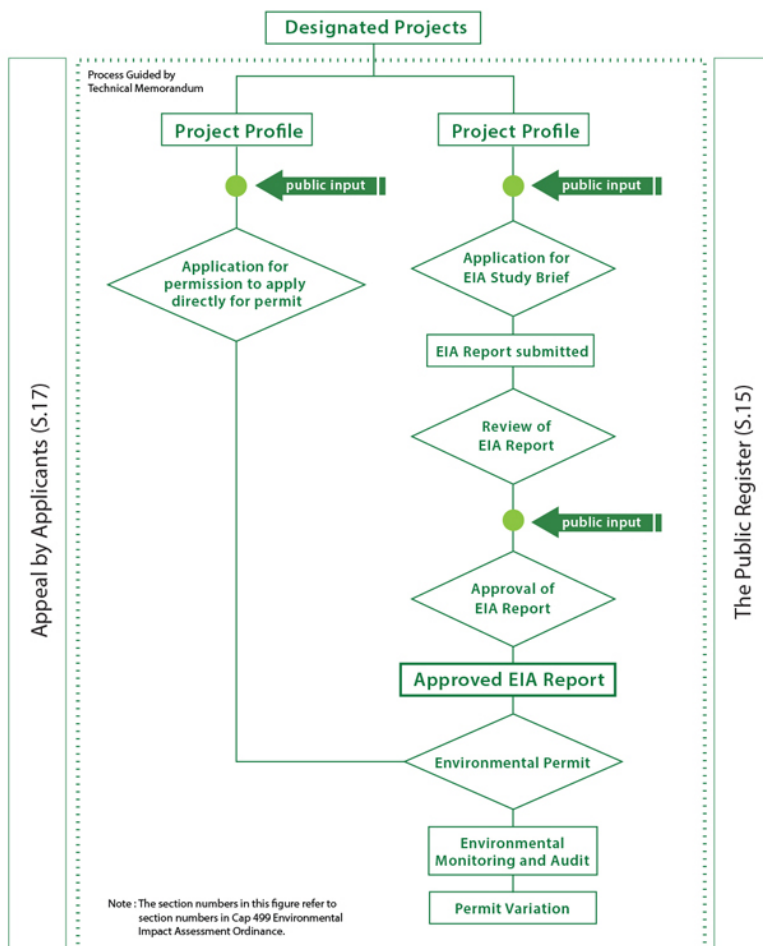 Designated Projects
Process Guided by
Technical Memorandum
Project Profile
public input
Application for
permission to apply
directly for permit
Project Profile
public input
Application for
EIA Study Brief
EIA Report submitted
Review of
EIA Report
public input
Approval of
EIA Report
Approved EIA Report
Environmental Permit
Environmental
Monitoring and Audit
Permit Variation
Appeal by Applicants (S.17)
The Public Register (S.15)
Note : The section numbers in this figure refer to
section numbers in Cap 499 Environmental
Impact Assessment Ordinance.